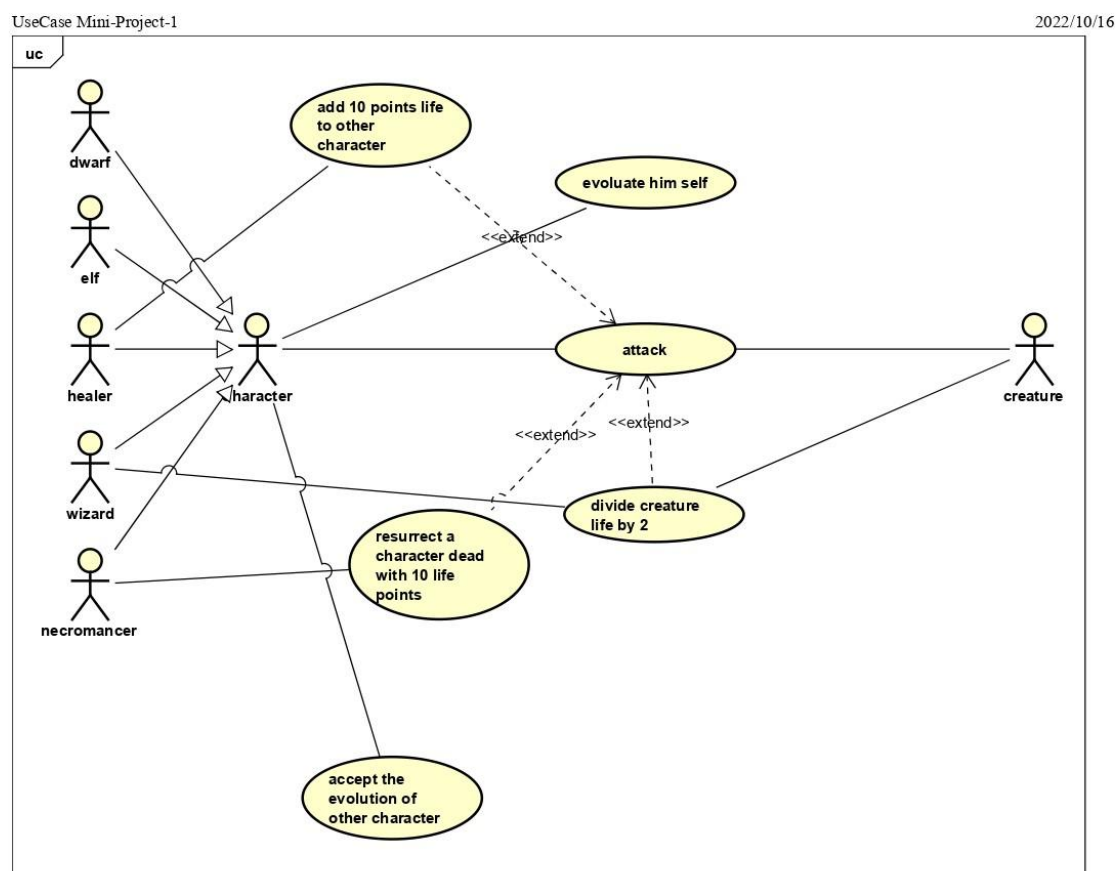 UseCase Mini-Project-1
2022/10/16
uc
dwarf
add 10 points life
to other
character
evoluate him self
<<extend>>
elf
healer
haracter
attack
creature
<<extend>>
<<extend>>
wizard
divide creature
life by 2
resurrect a
character dead
with 10 life
points
necromancer
accept the
evolution of
other character